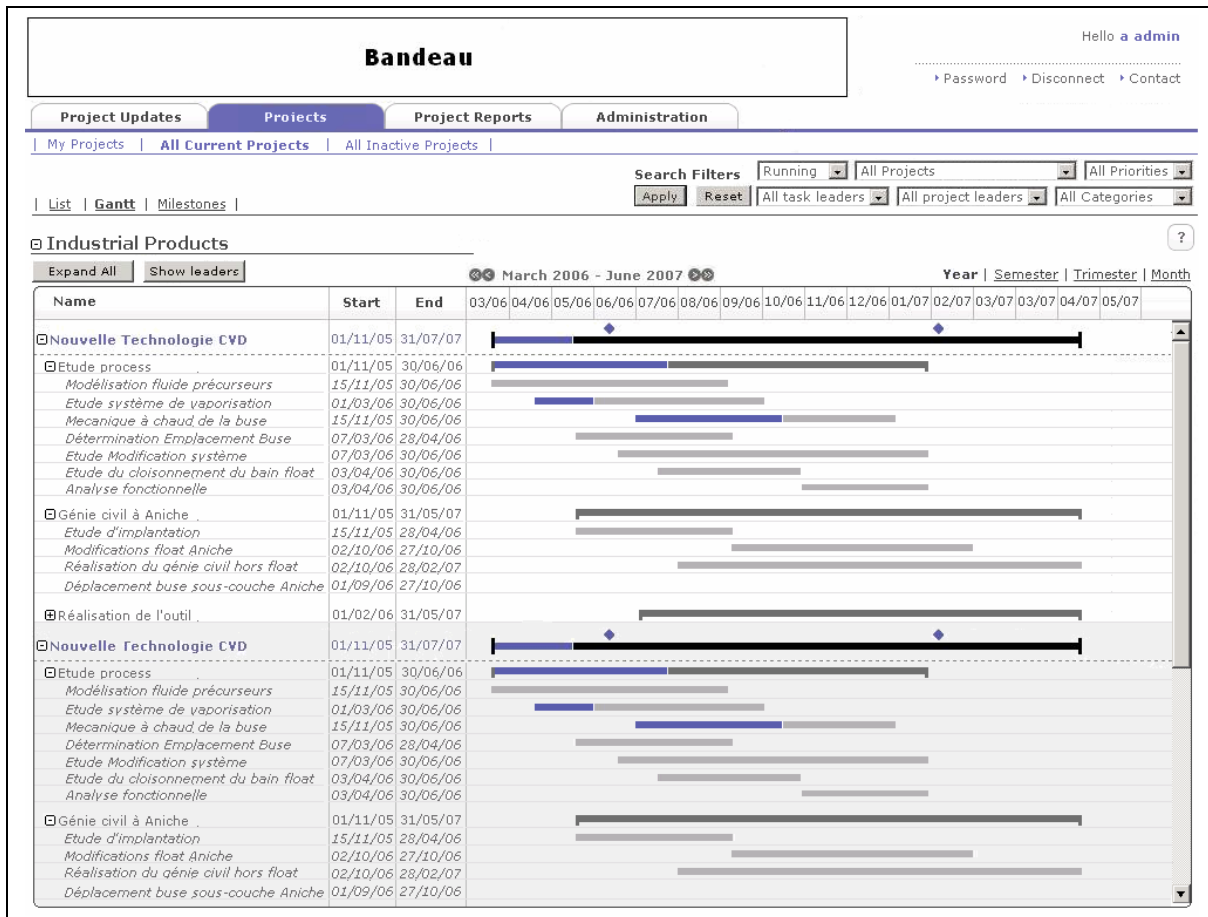 Bandeau
Hello a admin
Password Disconnect Contact
Project Updates Proiects Project Reports Administration
| My Projects | All Current Projects | All Inactive Projects |
Search Filters Running All Projects All Priorities
Apply Reset All task leaders All project leaders All Categories
| List | Gantt | Milestones |
?
Industrial Products
Expand All Show leaders March 2006 - June 2007 Year | Semester | Trimester | Month
Name Start End 03/06 04/06 05/06 06/06 07/06 08/06 09/06 10/06 11/06 12/06 01/07 02/07 03/07 03/07 04/07 05/07
Nouvelle Technologie CVD 01/11/05 31/07/07
Etude process 01/11/05 30/06/06
Modélisation fluide précurseurs 15/11/05 30/06/06
Etude système de vaporisation 01/03/06 30/06/06
Mecanique à chaud de la buse 15/11/05 30/06/06
Détermination Emplacement Buse 07/03/06 28/04/06
Etude Modification système 07/03/06 30/06/06
Etude du cloisonnement du bain float 03/04/06 30/06/06
Analyse fonctionnelle 03/04/06 30/06/06
Génie civil à Aniche 01/11/05 31/05/07
Etude d'implantation 15/11/05 28/04/06
Modifications float Aniche 02/10/06 27/10/06
Réalisation du génie civil hors float 02/10/06 28/02/07
Déplacement buse sous-couche Aniche 01/09/06 27/10/06
Réalisation de l'outil 01/02/06 31/05/07
Nouvelle Technologie CVD 01/11/05 31/07/07
Etude process 01/11/05 30/06/06
Modélisation fluide précurseurs 15/11/05 30/06/06
Etude système de vaporisation 01/03/06 30/06/06
Mecanique à chaud de la buse 15/11/05 30/06/06
Détermination Emplacement Buse 07/03/06 28/04/06
Etude Modification système 07/03/06 30/06/06
Etude du cloisonnement du bain float 03/04/06 30/06/06
Analyse fonctionnelle 03/04/06 30/06/06
Génie civil à Aniche 01/11/05 31/05/07
Etude d'implantation 15/11/05 28/04/06
Modifications float Aniche 02/10/06 27/10/06
Réalisation du génie civil hors float 02/10/06 28/02/07
Déplacement buse sous-couche Aniche 01/09/06 27/10/06